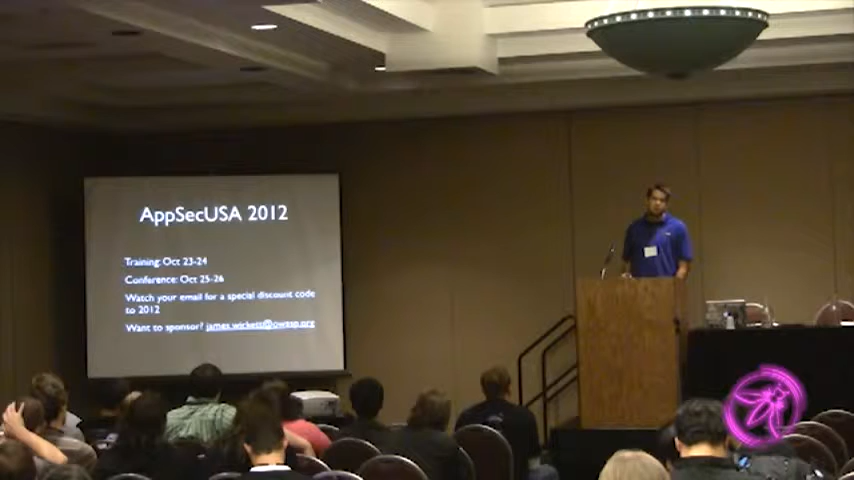 AppSecUSA 2012
Training: Oct 23-24
Conference: Oct 25-26
Watch your email for a special discount code
to 2012
Want to sponsor? james.wickett@owasp.org